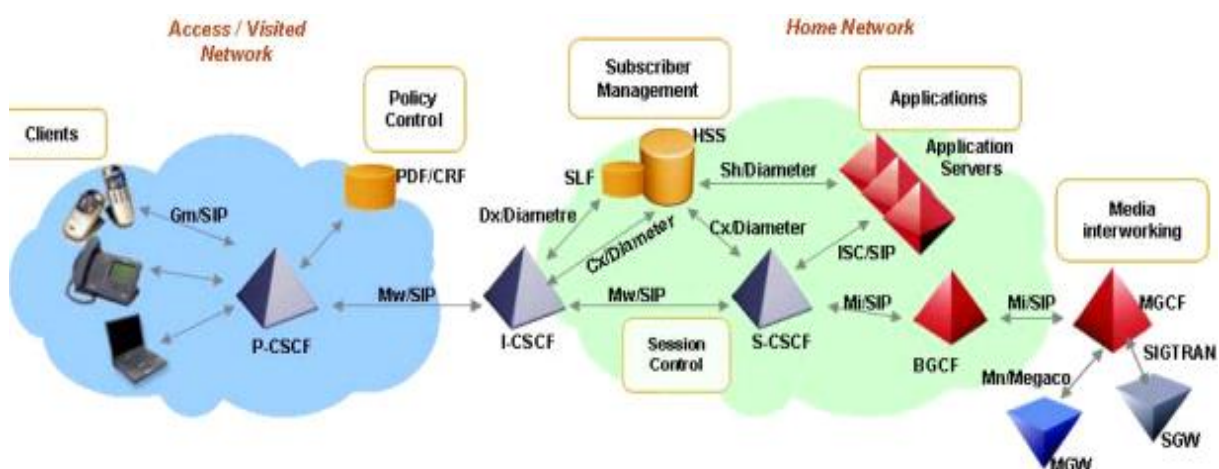 Access / Visited
Network
Home Network
Clients
Policy
Control
Subscriber
Management
Applications
PDF/CRF
HSS
SLF
Application
Servers
Sh/Diameter
Gm/SIP
Dx/Diametre
Cx/Diameter
Cx/Diameter
ISC/SIP
Media
interworking
Mw/SIP
Mw/SIP
Mi/SIP
Mi/SIP
MGCF
P-CSCF
I-CSCF
Session
Control
S-CSCF
BGCF
SIGTRAN
Mn/Megaco
MGW
SGW